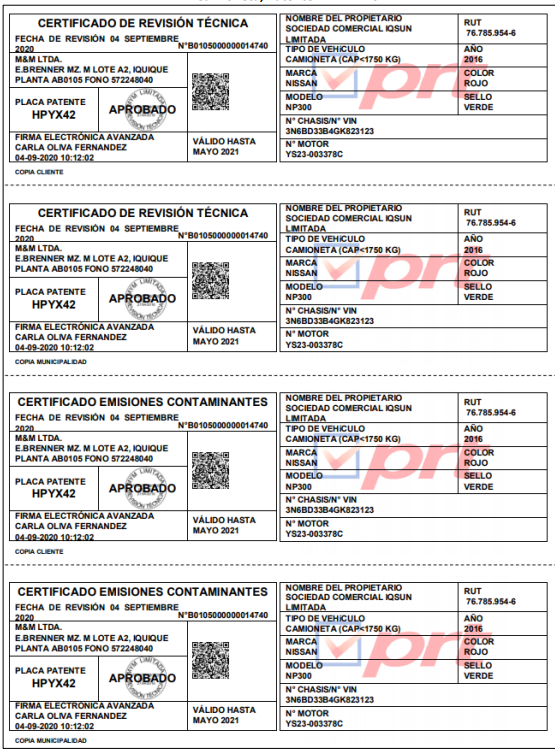 CERTIFICADO DE REVISIÓN TÉCNICA
FECHA DE REVISIÓN 04 SEPTIEMBRE
2020 N°B0105000000014740
M&M LTDA.
E.BRENNER MZ. M LOTE A2, IQUIQUE
PLANTA AB0105 FONO 572248040
PLACA PATENTE
HPYX42
APROBADO
FIRMA ELECTRÓNICA AVANZADA
CARLA OLIVA FERNANDEZ
04-09-2020 10:12:02
VÁLIDO HASTA
MAYO 2021
NOMBRE DEL PROPIETARIO
SOCIEDAD COMERCIAL IQSUN
LIMITADA
RUT
76.785.954-6
TIPO DE VEHÍCULO
CAMIONETA (CAP<1750 KG)
AÑO
2016
MARCA
NISSAN
COLOR
ROJO
MODELO
NP300
SELLO
VERDE
N° CHASIS/N° VIN
3N6BD33B4GK823123
N° MOTOR
YS23-003378C
prt
COPIA CLIENTE
CERTIFICADO DE REVISIÓN TÉCNICA
FECHA DE REVISIÓN 04 SEPTIEMBRE
2020 N°B0105000000014740
M&M LTDA.
E.BRENNER MZ. M LOTE A2, IQUIQUE
PLANTA AB0105 FONO 572248040
PLACA PATENTE
HPYX42
APROBADO
FIRMA ELECTRÓNICA AVANZADA
CARLA OLIVA FERNANDEZ
04-09-2020 10:12:02
VÁLIDO HASTA
MAYO 2021
NOMBRE DEL PROPIETARIO
SOCIEDAD COMERCIAL IQSUN
LIMITADA
RUT
76.785.954-6
TIPO DE VEHÍCULO
CAMIONETA (CAP<1750 KG)
AÑO
2016
MARCA
NISSAN
COLOR
ROJO
MODELO
NP300
SELLO
VERDE
N° CHASIS/N° VIN
3N6BD33B4GK823123
N° MOTOR
YS23-003378C
prt
COPIA MUNICIPALIDAD
CERTIFICADO EMISIONES CONTAMINANTES
FECHA DE REVISIÓN 04 SEPTIEMBRE
2020 N°B0105000000014740
M&M LTDA.
E.BRENNER MZ. M LOTE A2, IQUIQUE
PLANTA AB0105 FONO 572248040
PLACA PATENTE
HPYX42
APROBADO
FIRMA ELECTRÓNICA AVANZADA
CARLA OLIVA FERNANDEZ
04-09-2020 10:12:02
VÁLIDO HASTA
MAYO 2021
NOMBRE DEL PROPIETARIO
SOCIEDAD COMERCIAL IQSUN
LIMITADA
RUT
76.785.954-6
TIPO DE VEHÍCULO
CAMIONETA (CAP<1750 KG)
AÑO
2016
MARCA
NISSAN
COLOR
ROJO
MODELO
NP300
SELLO
VERDE
N° CHASIS/N° VIN
3N6BD33B4GK823123
N° MOTOR
YS23-003378C
prt
COPIA CLIENTE
CERTIFICADO EMISIONES CONTAMINANTES
FECHA DE REVISIÓN 04 SEPTIEMBRE
2020 N°B0105000000014740
M&M LTDA.
E.BRENNER MZ. M LOTE A2, IQUIQUE
PLANTA AB0105 FONO 572248040
PLACA PATENTE
HPYX42
APROBADO
FIRMA ELECTRÓNICA AVANZADA
CARLA OLIVA FERNANDEZ
04-09-2020 10:12:02
VÁLIDO HASTA
MAYO 2021
NOMBRE DEL PROPIETARIO
SOCIEDAD COMERCIAL IQSUN
LIMITADA
RUT
76.785.954-6
TIPO DE VEHÍCULO
CAMIONETA (CAP<1750 KG)
AÑO
2016
MARCA
NISSAN
COLOR
ROJO
MODELO
NP300
SELLO
VERDE
N° CHASIS/N° VIN
3N6BD33B4GK823123
N° MOTOR
YS23-003378C
prt
COPIA MUNICIPALIDAD